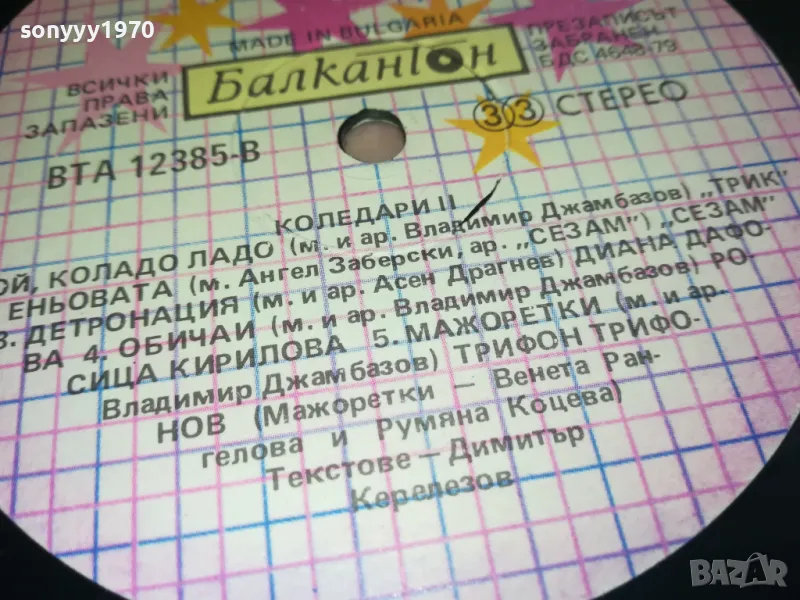 sonyyy1970
MADE IN BULGARIA
Балкантон
ВСИЧКИ
ПРАВА
ЗАПАЗЕНИ
ПРЕЗАПИСЪТ
ЗАБРАНЕН
БДС 4648-79
ВТА 12385-В
33 СТЕРЕО
КОЛЕДАРИ II
ОЙ, КОЛАДО ЛАДО (м. и ар. Владимир Джамбазов) „ТРИК"
ЕНЬОВАТА (м. Ангел Заберски, ар. „СЕЗАМ") „СЕЗАМ"
3. ДЕТРОНАЦИЯ (м. и ар. Асен Драгнев) ДИАНА ДАФО-
ВА 4. ОБИЧАИ (м. и ар. Владимир Джамбазов) РО-
СИЦА КИРИЛОВА 5. МАЖОРЕТКИ (м. и ар.
Владимир Джамбазов) ТРИФОН ТРИФО-
НОВ (Мажоретки – Венета Ран-
гелова и Румяна Коцева)
Текстове – Димитър
Керелезов
BAZAR